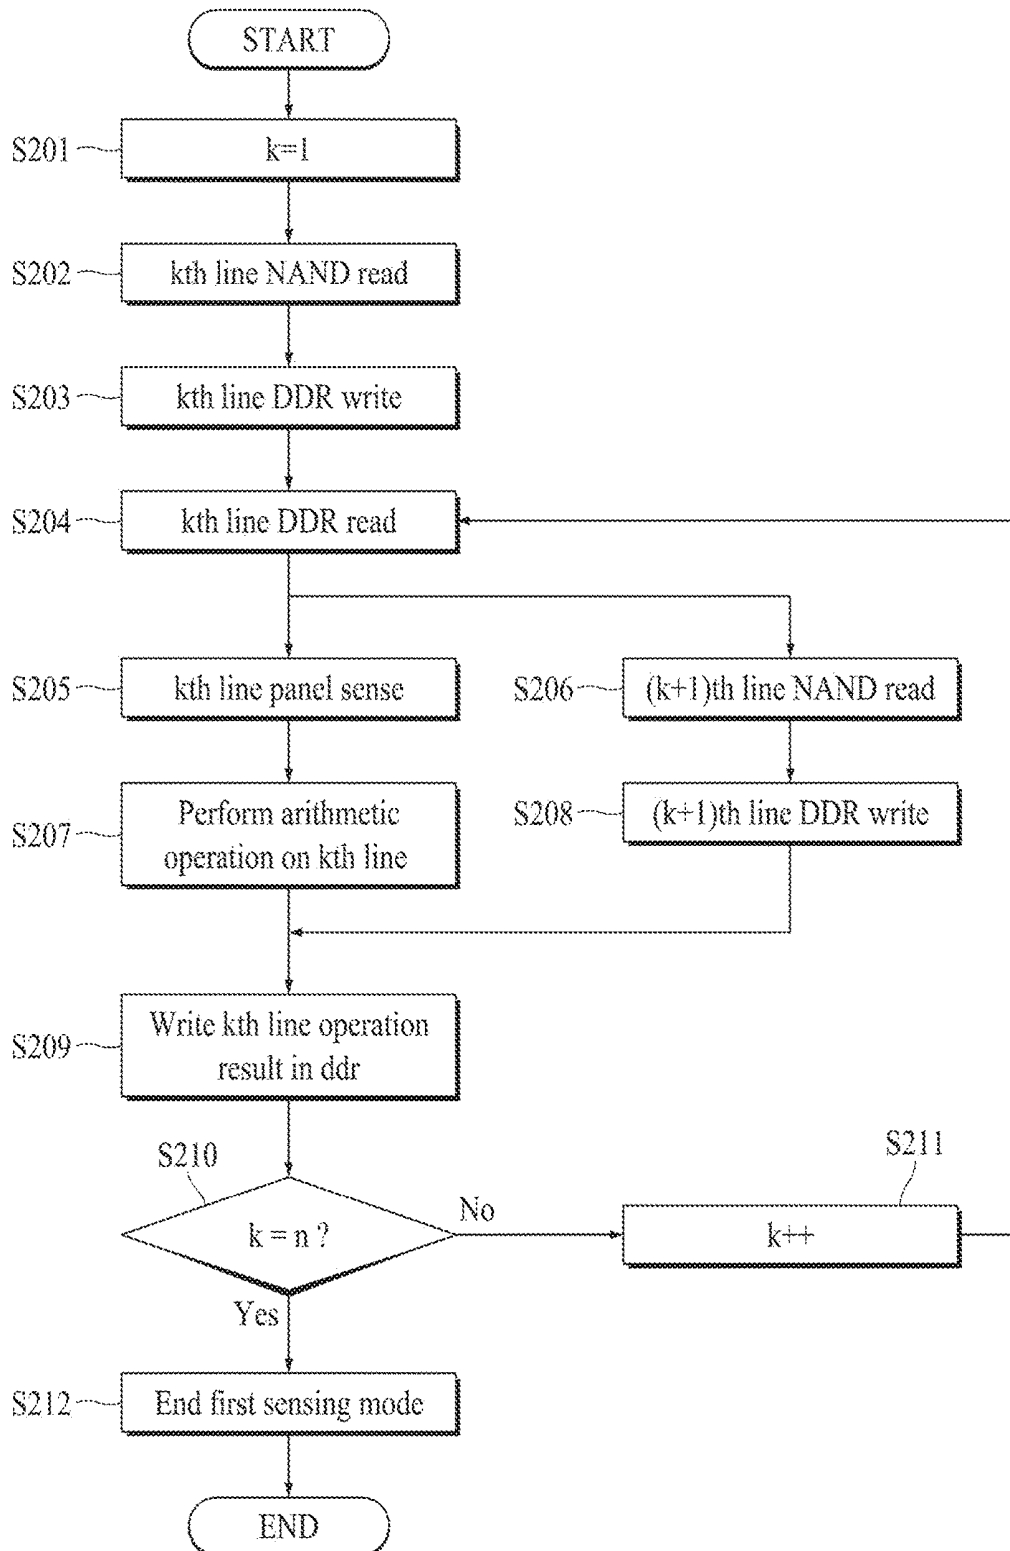 START
S201
k=1
S202
kth line NAND read
S203
kth line DDR write
S204
kth line DDR read
S205
kth line panel sense
S206
(k+1)th line NAND read
S207
Perform arithmetic
operation on kth line
S208
(k+1)th line DDR write
S209
Write kth line operation
result in ddr
S210
k = n ?
No
S211
k++
Yes
S212
End first sensing mode
END